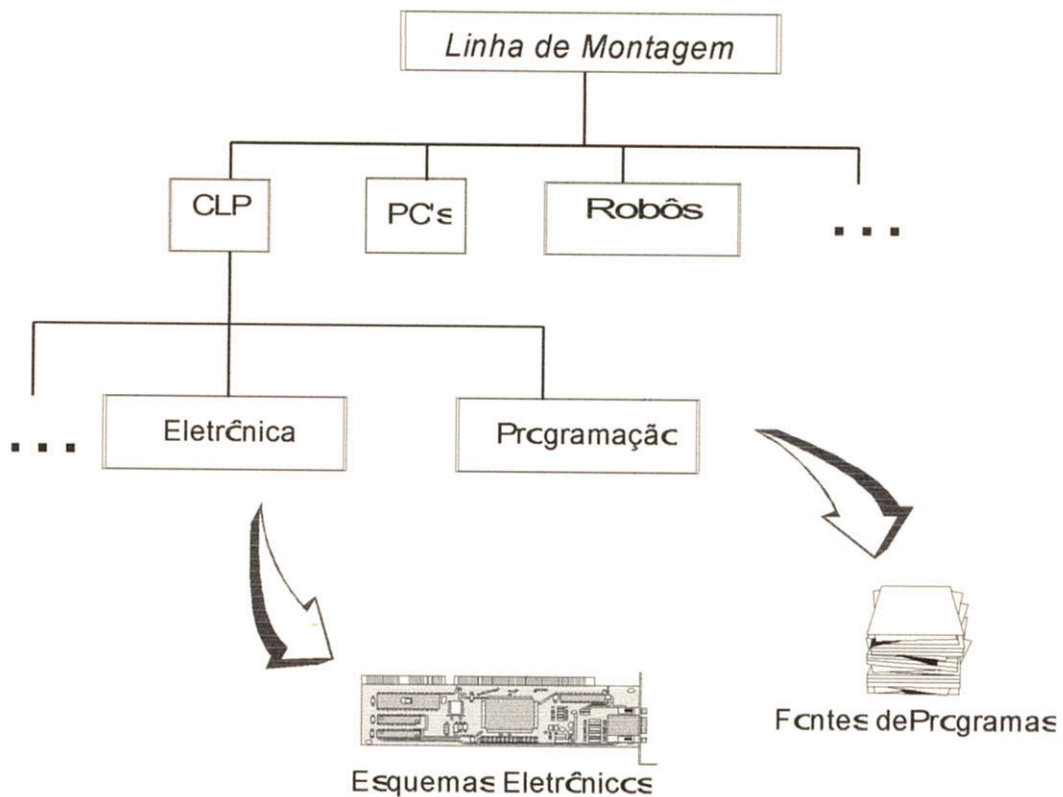 Linha de Montagem
CLP
PC's
Robôs
. . .
. . .
Eletrônica
Programação
Fontes de Programas
Esquemas Eletrônicos